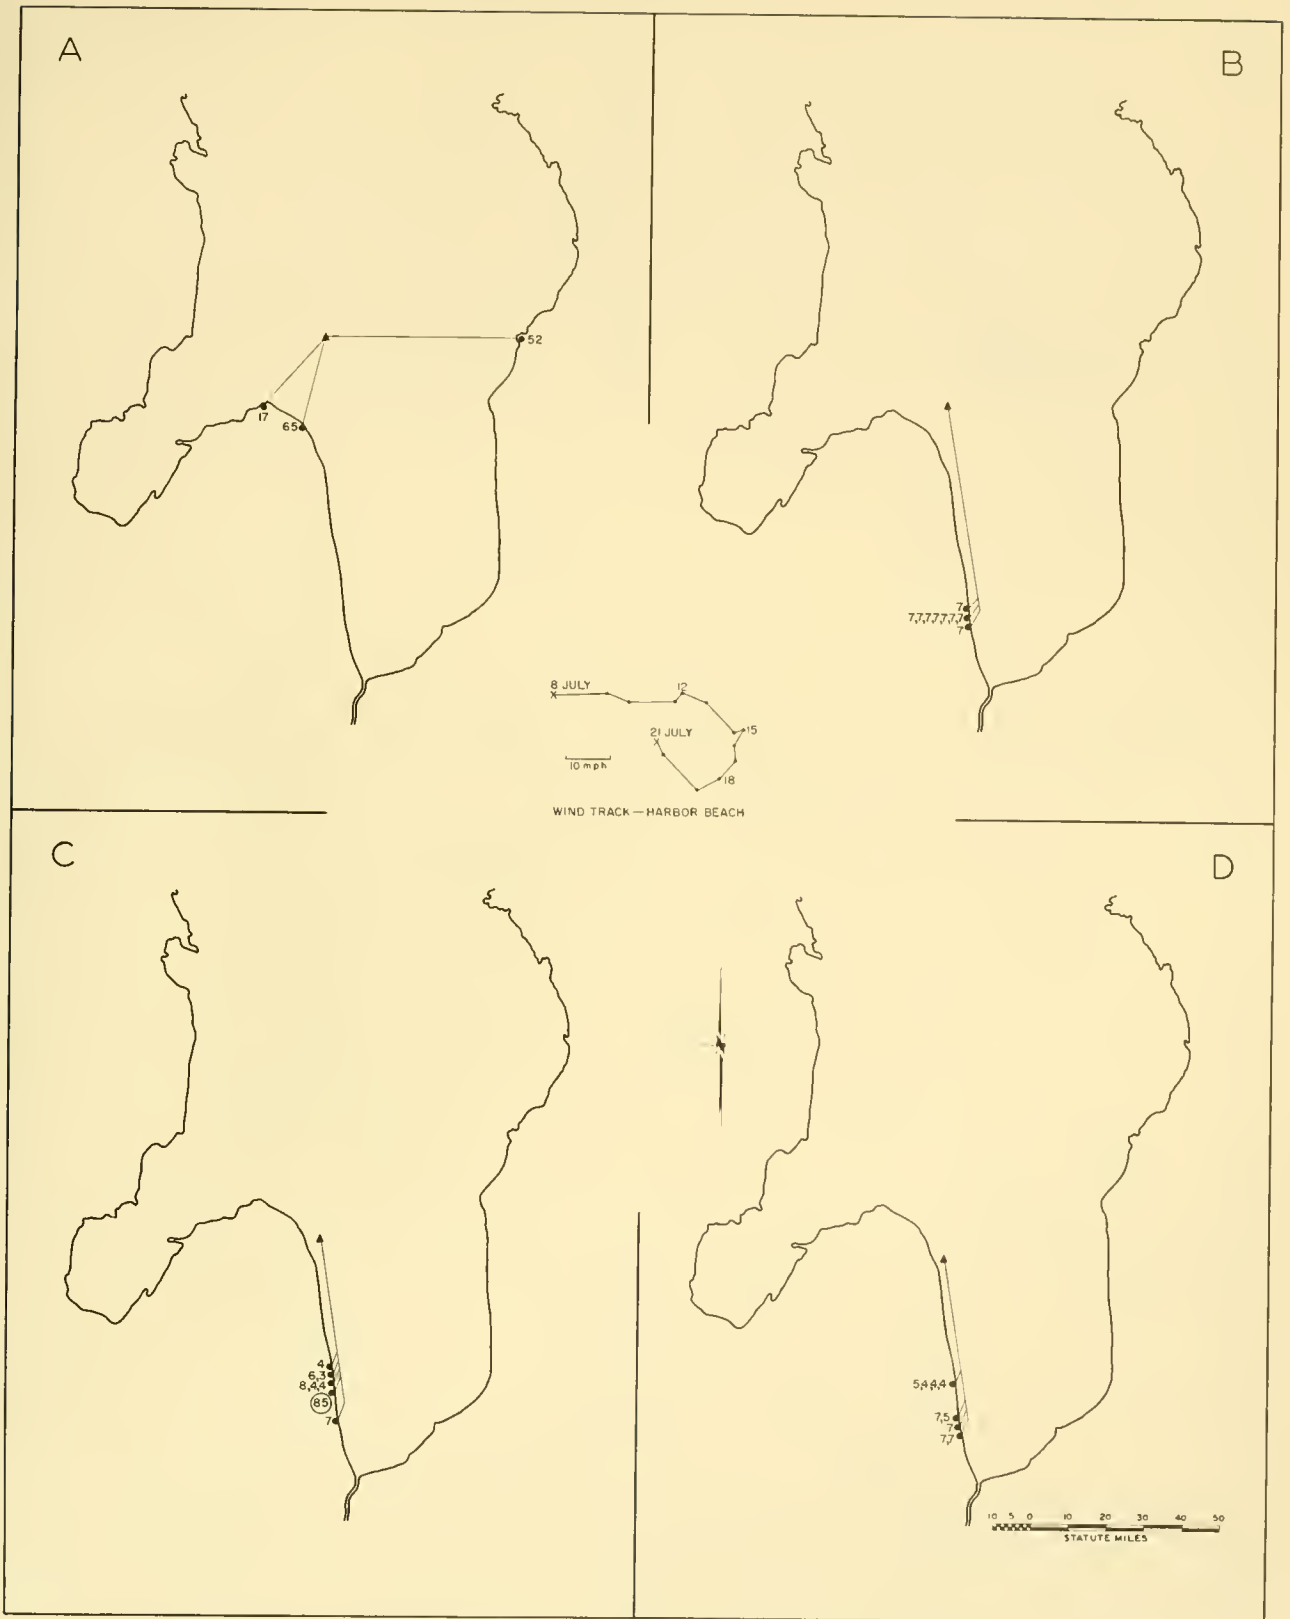 A
B
52
17
65
7
7,7,7,7,7,7,7
7
8 JULY
12
21 JULY
15
10 mph
18
WIND TRACK — HARBOR BEACH
C
D
4
6,3
8,4,4
85
7
5,4,4,4
7,5
7
7,7
10 5 0 10 20 30 40 50
STATUTE MILES